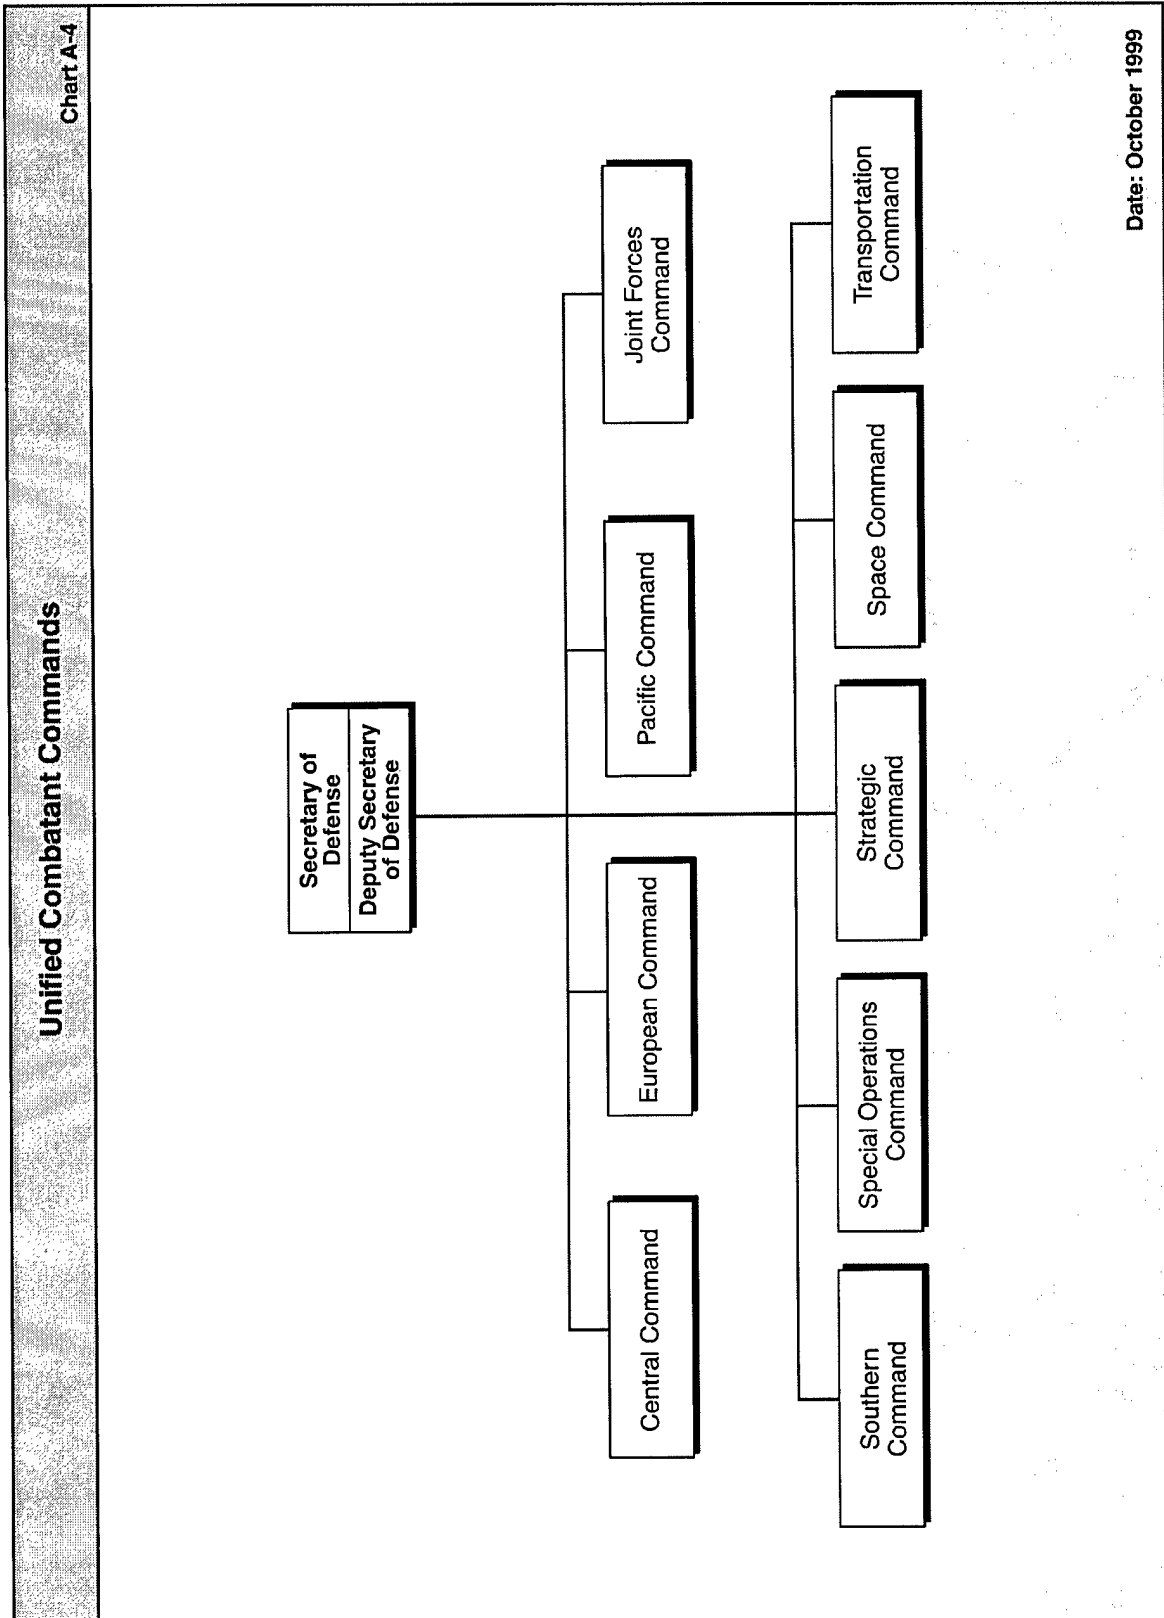 Unified Combatant Commands
Chart A-4
Secretary of
Defense
Deputy Secretary
of Defense
Central Command
European Command
Pacific Command
Joint Forces
Command
Southern
Command
Special Operations
Command
Strategic
Command
Space Command
Transportation
Command
Date: October 1999